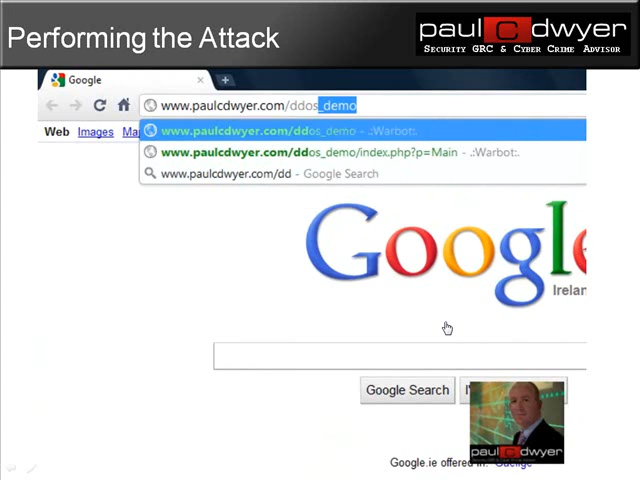 Performing the Attack
paul C dwyer
SECURITY GRC & CYBER CRIME ADVISOR
Google
www.paulcdwyer.com/ddos_demo
Web Images
www.paulcdwyer.com/ddos_demo - .:Warbot:.
www.paulcdwyer.com/ddos_demo/index.php?p=Main - .:Warbot:.
www.paulcdwyer.com/dd - Google Search
Google
Google Search
paul C dwyer
Google.ie offered in: Gaeilge